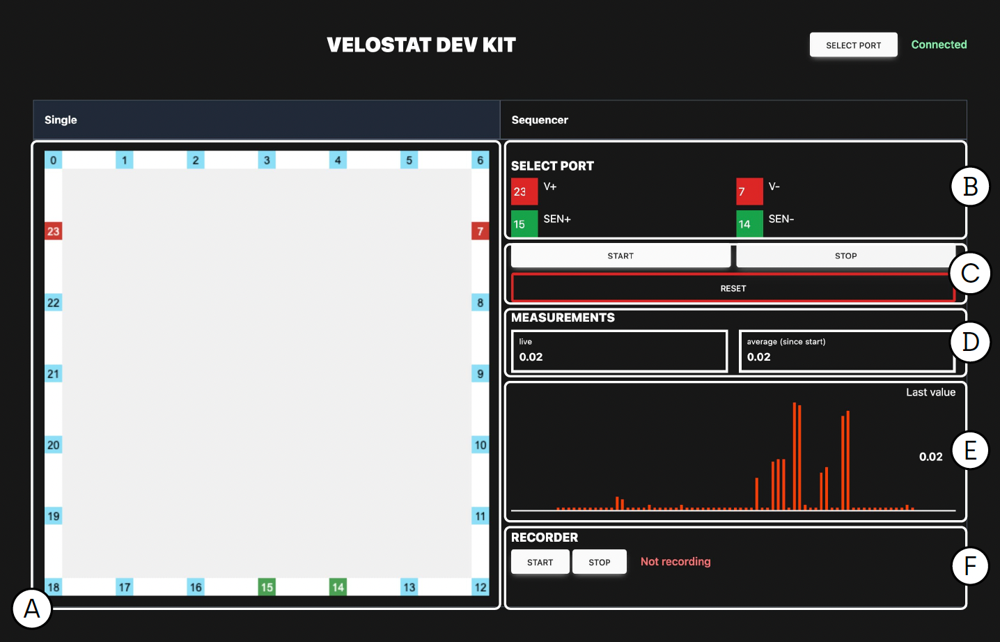 VELOSTAT DEV KIT
SELECT PORT
Connected
Single
Sequencer
0 1 2 3 4 5 6
23 7
22 8
21 9
20 10
19 11
18 17 16 15 14 13 12
A
SELECT PORT
23 V+ 7 V-
15 SEN+ 14 SEN-
B
START STOP
RESET
C
MEASUREMENTS
live
0.02
average (since start)
0.02
D
Last value
0.02
E
RECORDER
START STOP Not recording
F